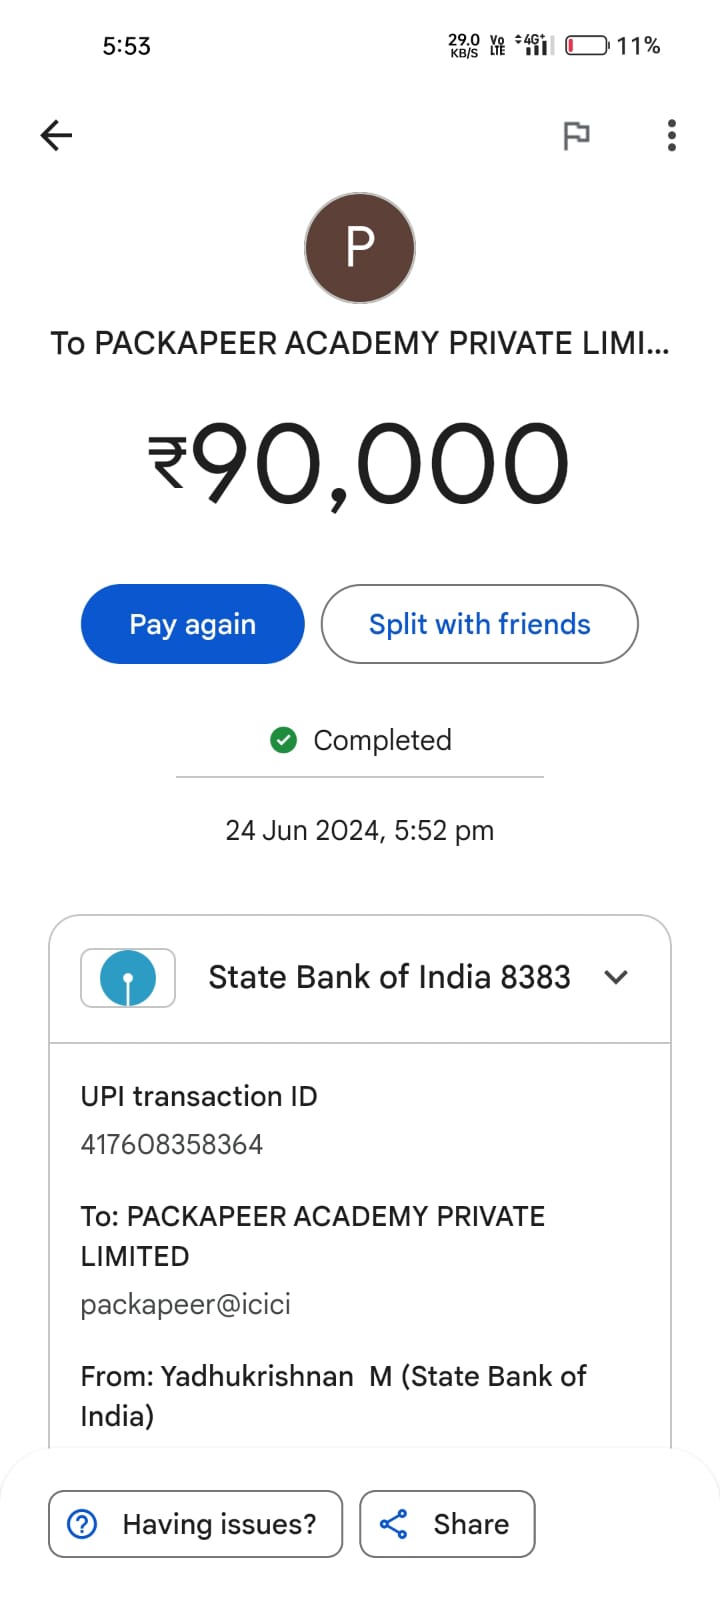 5:53
29.0 KB/S Vo LTE 4G+ 11%
P
To PACKAPEER ACADEMY PRIVATE LIMI...
₹90,000
Pay again
Split with friends
Completed
24 Jun 2024, 5:52 pm
State Bank of India 8383
UPI transaction ID
417608358364
To: PACKAPEER ACADEMY PRIVATE
LIMITED
packapeer@icici
From: Yadhukrishnan  M (State Bank of
India)
Having issues?
Share